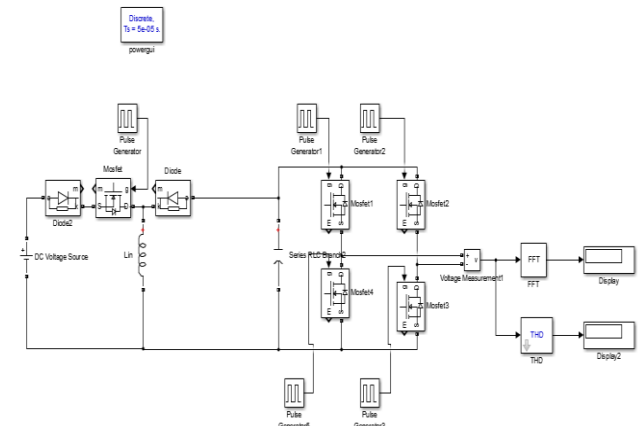 Discrete,
Ts = 5e-05 s.
powergui
Pulse
Generator
Pulse
Generator1
Pulse
Generator2
Mosfet
Diode
m
m
g
m
S
D
Diode2
Mosfet1
Mosfet2
DC Voltage Source
Lin
Series RLC Branch2
Voltage Measurement1
+
-
v
FFT
FFT
Display
Mosfet4
Mosfet3
THD
THD
Display2
Pulse
Pulse
Generator3